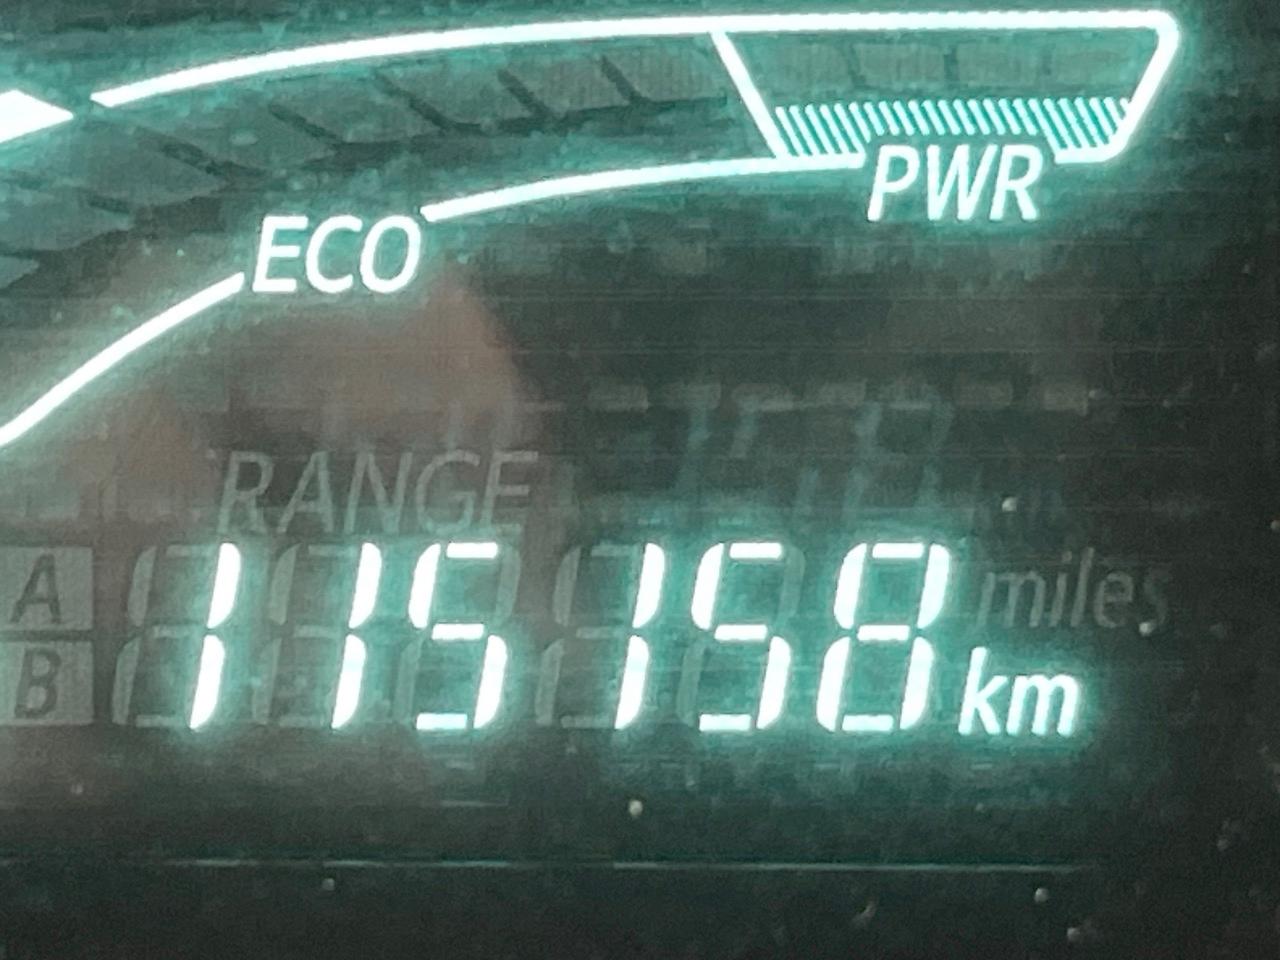 PWR
ECO
RANGE
A
miles
B
115158 km